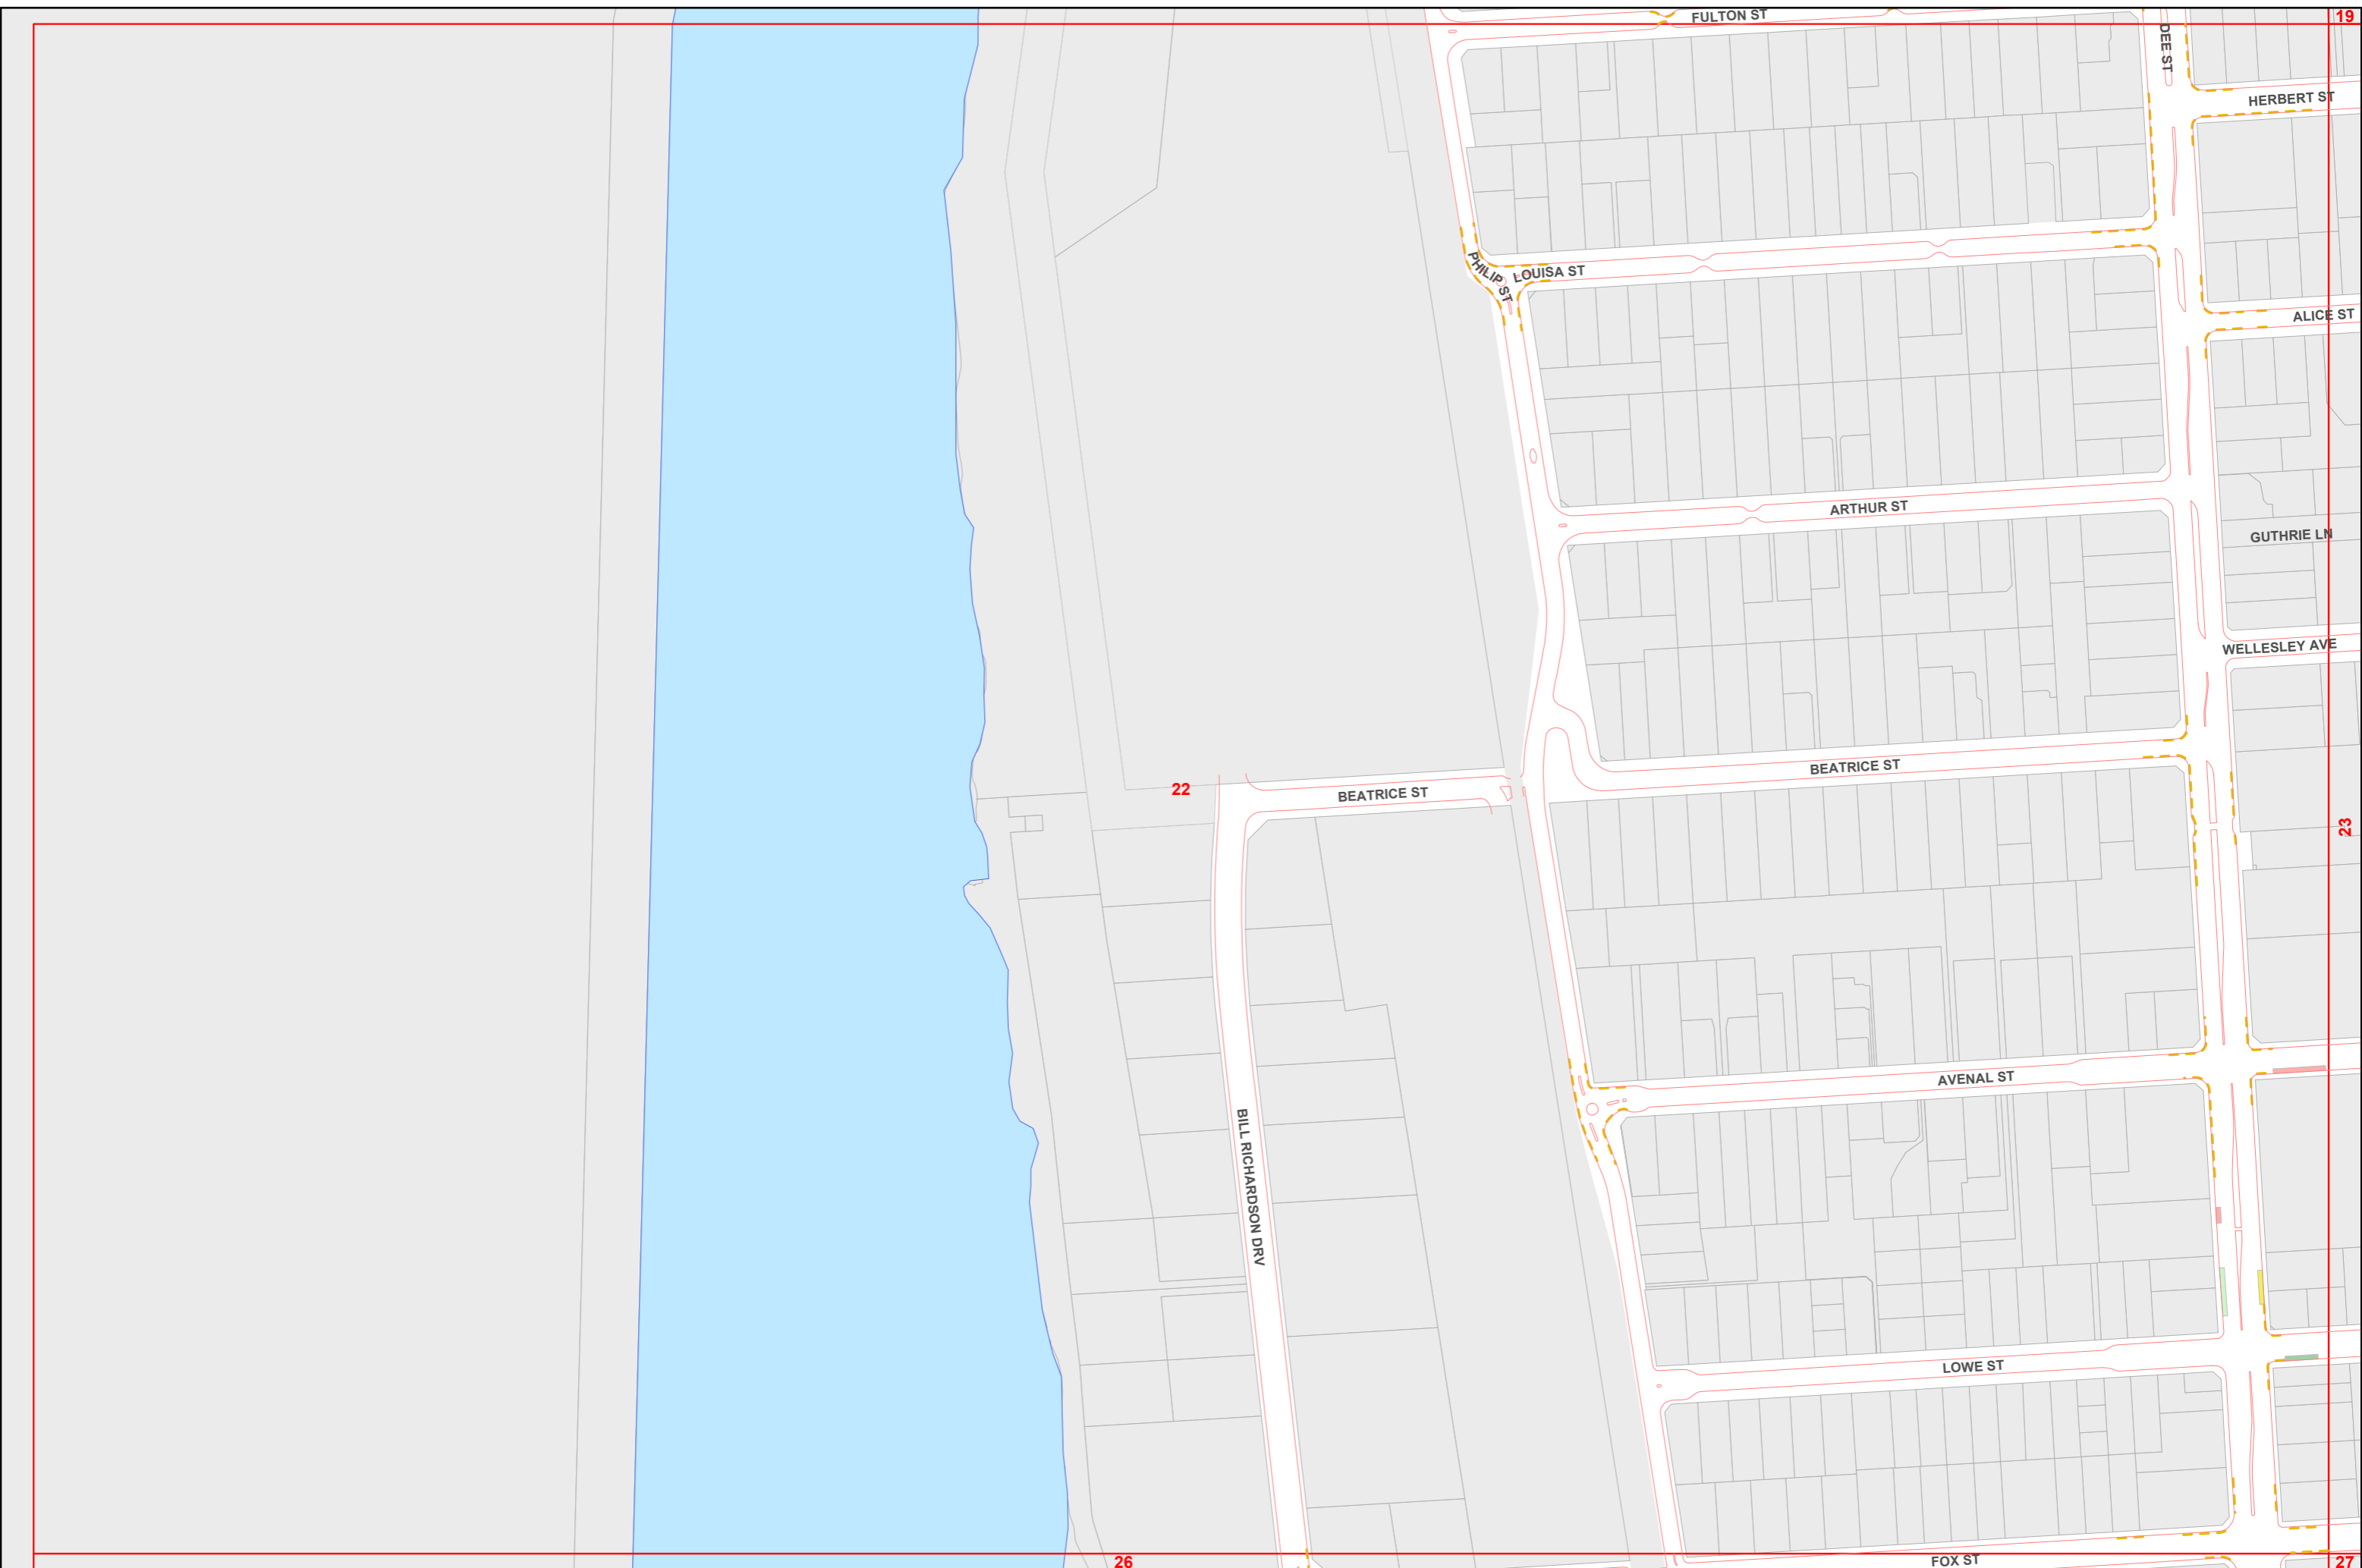 FULTON ST
19
DEE ST
HERBERT ST
PHILIP ST
LOUISA ST
ALICE ST
ARTHUR ST
GUTHRIE LN
WELLESLEY AVE
BEATRICE ST
22
BEATRICE ST
23
AVENAL ST
BILL RICHARDSON DRV
LOWE ST
26
FOX ST
27